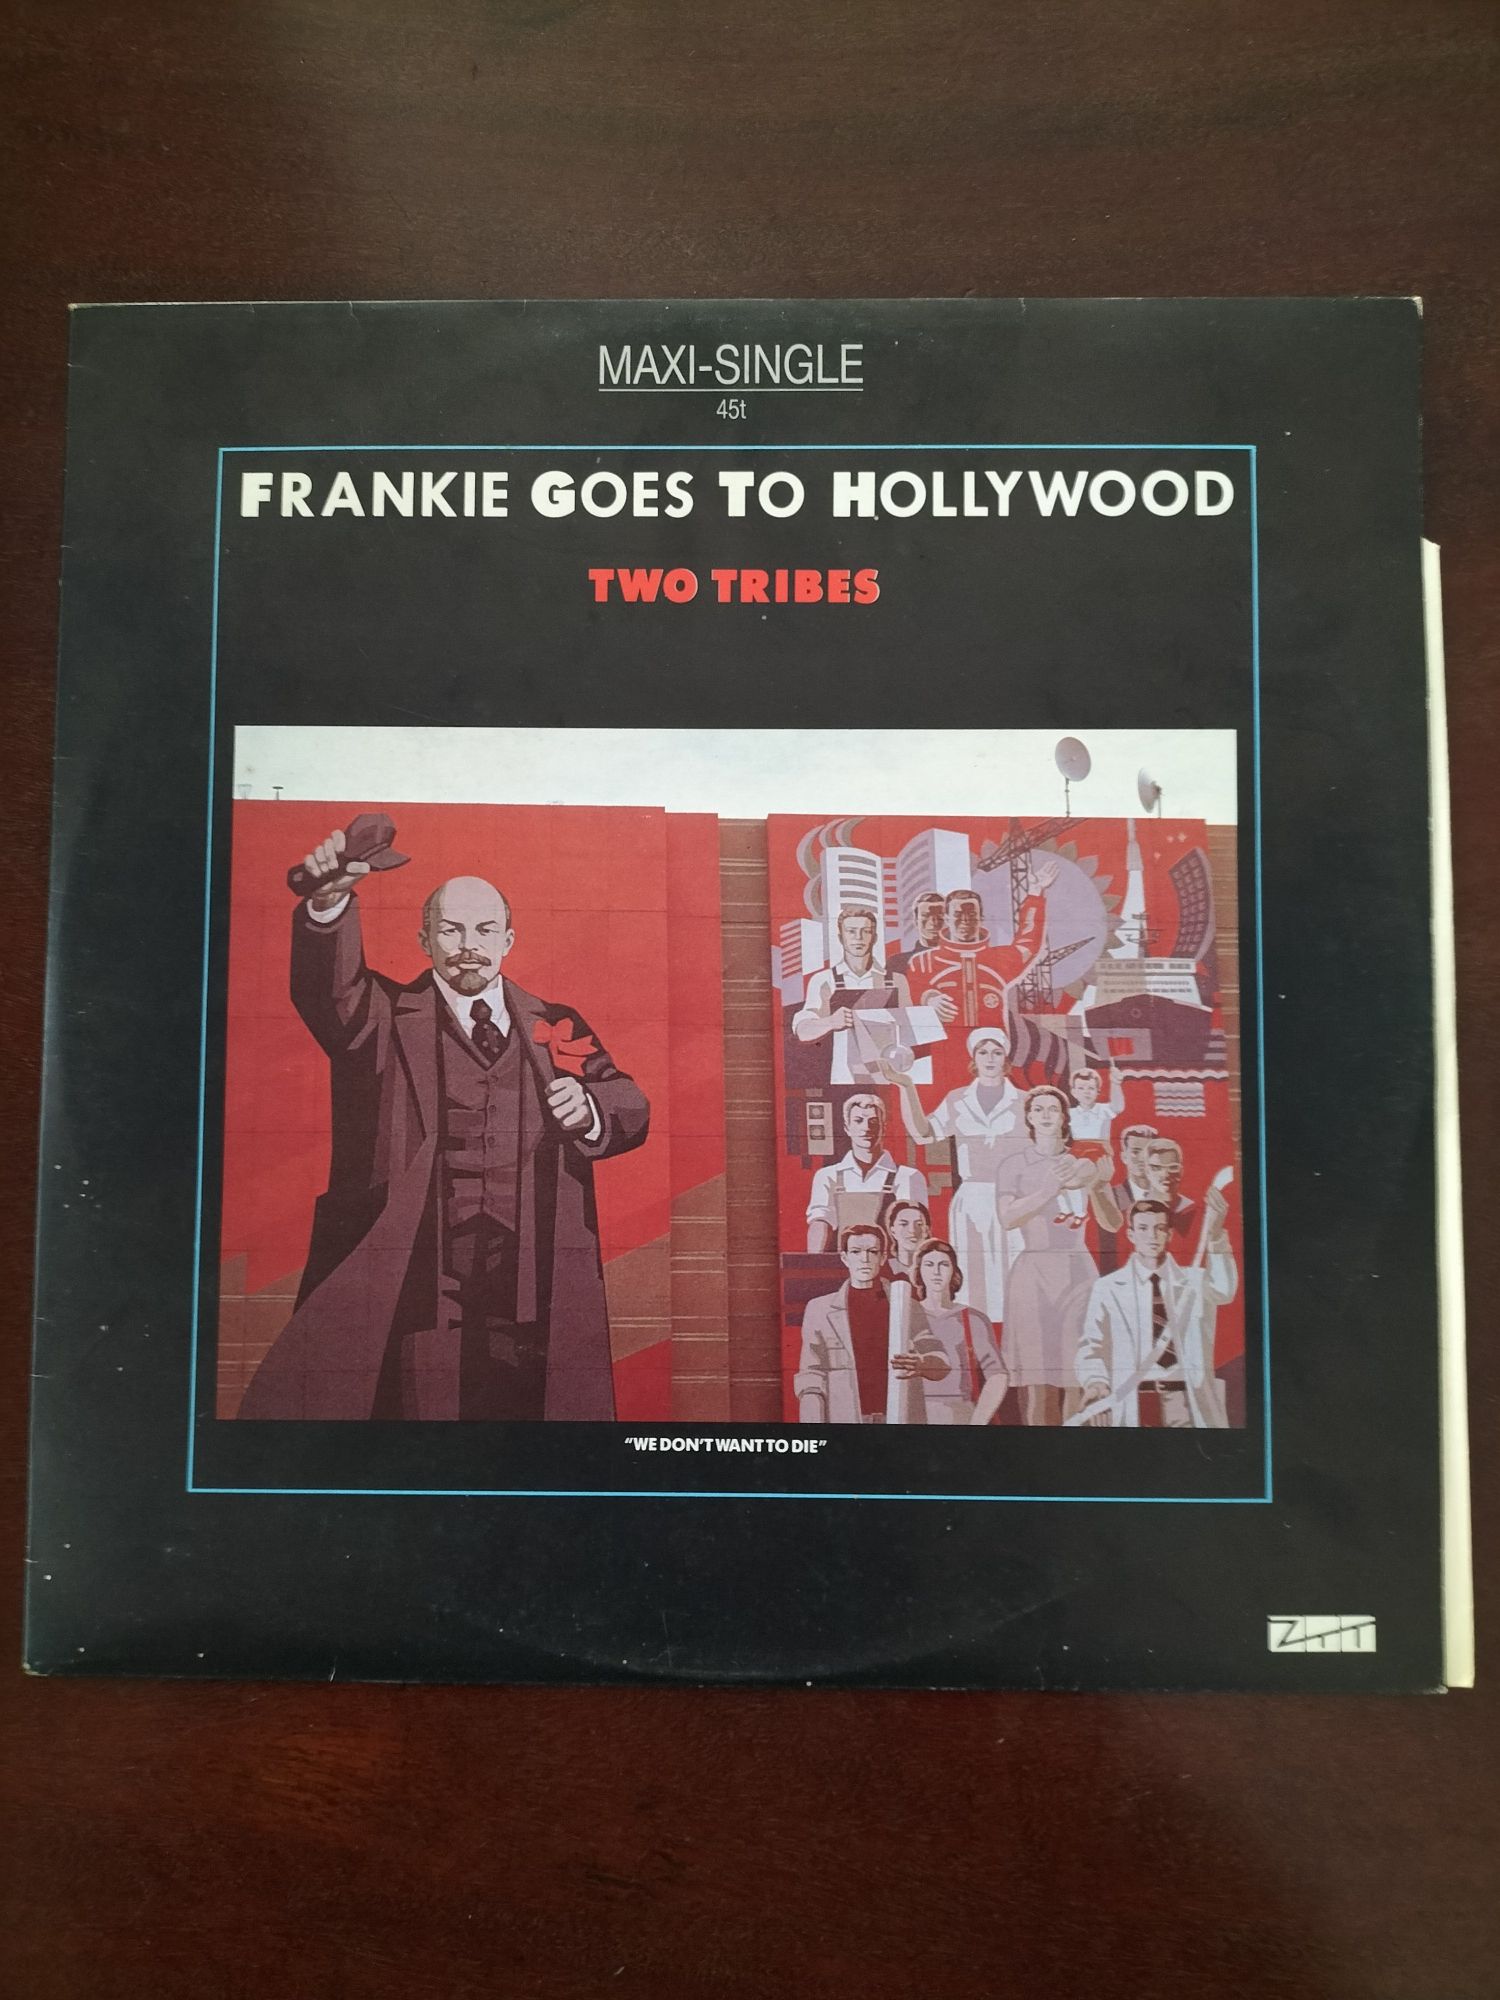 MAXI-SINGLE
45t
FRANKIE GOES TO HOLLYWOOD
TWO TRIBES
"WE DON'T WANT TO DIE"
ZTT